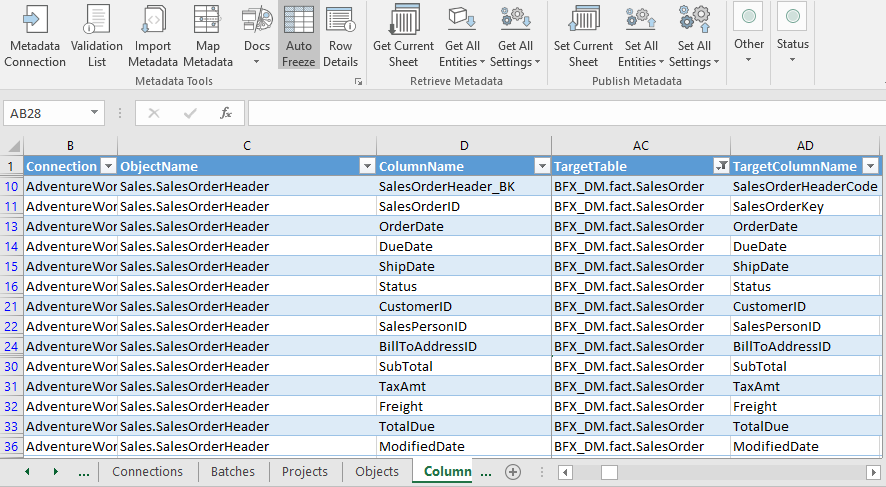 Metadata Connection
Validation List
Import Metadata
Map Metadata
Docs
Auto Freeze
Row Details
Get Current Sheet
Get All Entities
Get All Settings
Set Current Sheet
Set All Entities
Set All Settings
Other
Status
Metadata Tools
Retrieve Metadata
Publish Metadata
AB28
fx
B C D AC AD
1 Connection ObjectName ColumnName TargetTable TargetColumnName
10 AdventureWor Sales.SalesOrderHeader SalesOrderHeader_BK BFX_DM.fact.SalesOrder SalesOrderHeaderCode
11 AdventureWor Sales.SalesOrderHeader SalesOrderID BFX_DM.fact.SalesOrder SalesOrderKey
13 AdventureWor Sales.SalesOrderHeader OrderDate BFX_DM.fact.SalesOrder OrderDate
14 AdventureWor Sales.SalesOrderHeader DueDate BFX_DM.fact.SalesOrder DueDate
15 AdventureWor Sales.SalesOrderHeader ShipDate BFX_DM.fact.SalesOrder ShipDate
16 AdventureWor Sales.SalesOrderHeader Status BFX_DM.fact.SalesOrder Status
21 AdventureWor Sales.SalesOrderHeader CustomerID BFX_DM.fact.SalesOrder CustomerID
22 AdventureWor Sales.SalesOrderHeader SalesPersonID BFX_DM.fact.SalesOrder SalesPersonID
24 AdventureWor Sales.SalesOrderHeader BillToAddressID BFX_DM.fact.SalesOrder BillToAddressID
30 AdventureWor Sales.SalesOrderHeader SubTotal BFX_DM.fact.SalesOrder SubTotal
31 AdventureWor Sales.SalesOrderHeader TaxAmt BFX_DM.fact.SalesOrder TaxAmt
32 AdventureWor Sales.SalesOrderHeader Freight BFX_DM.fact.SalesOrder Freight
33 AdventureWor Sales.SalesOrderHeader TotalDue BFX_DM.fact.SalesOrder TotalDue
36 AdventureWor Sales.SalesOrderHeader ModifiedDate BFX_DM.fact.SalesOrder ModifiedDate
... Connections Batches Projects Objects Column ...